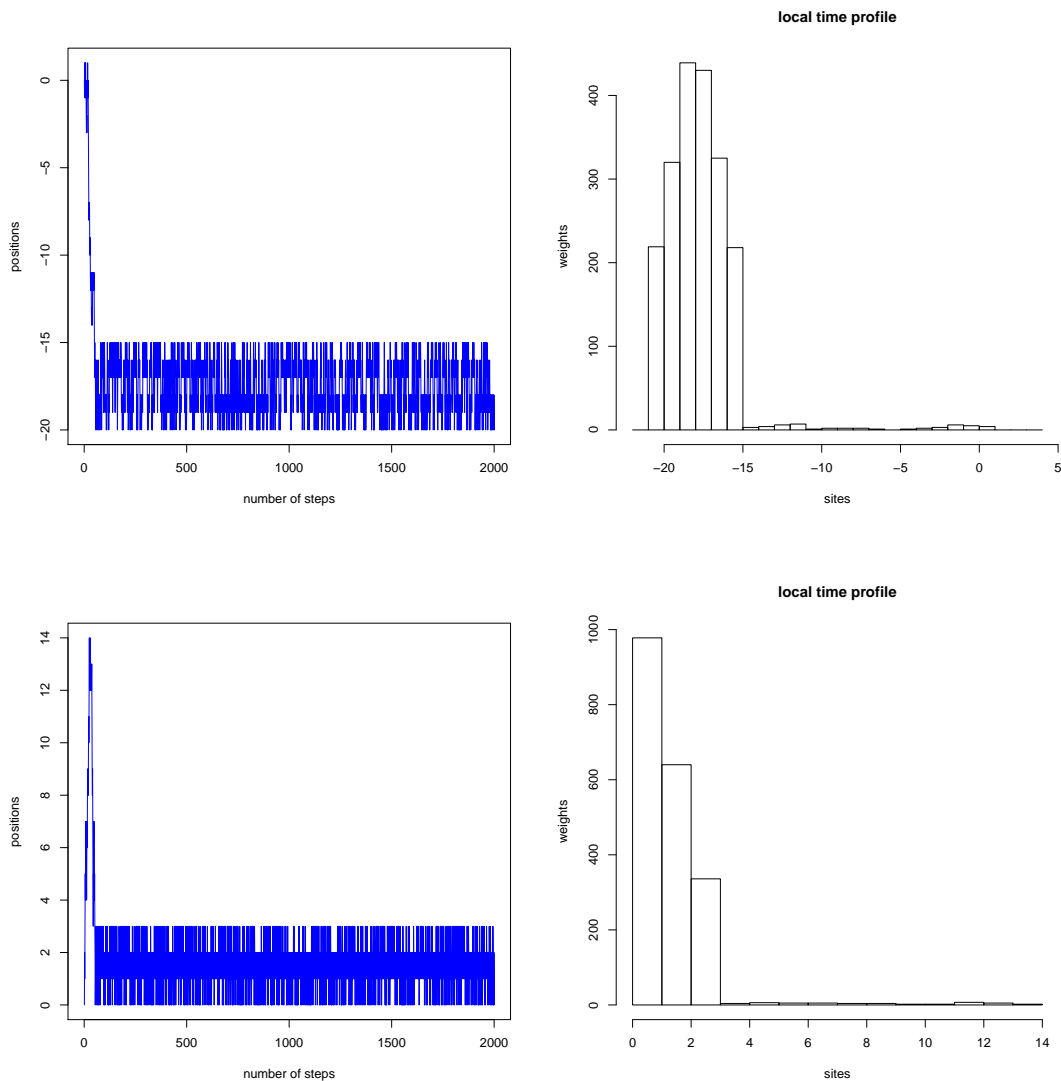 local time profile
0
−5
−10
−15
−20
positions
0 500 1000 1500 2000
number of steps
400
300
200
100
0
weights
−20 −15 −10 −5 0 5
sites
local time profile
14
12
10
8
6
4
2
0
positions
0 500 1000 1500 2000
number of steps
1000
800
600
400
200
0
weights
0 2 4 6 8 10 12 14
sites